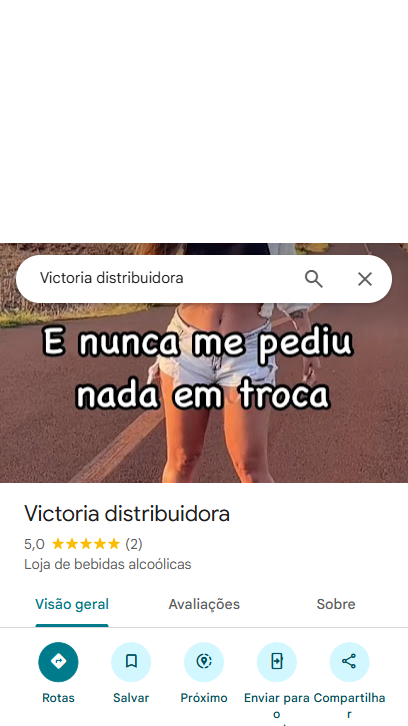 Victoria distribuidora
E nunca me pediu
nada em troca
Victoria distribuidora
5,0 (2)
Loja de bebidas alcoólicas
Visão geral Avaliações Sobre
Rotas Salvar Próximo Enviar para Compartilha
o r